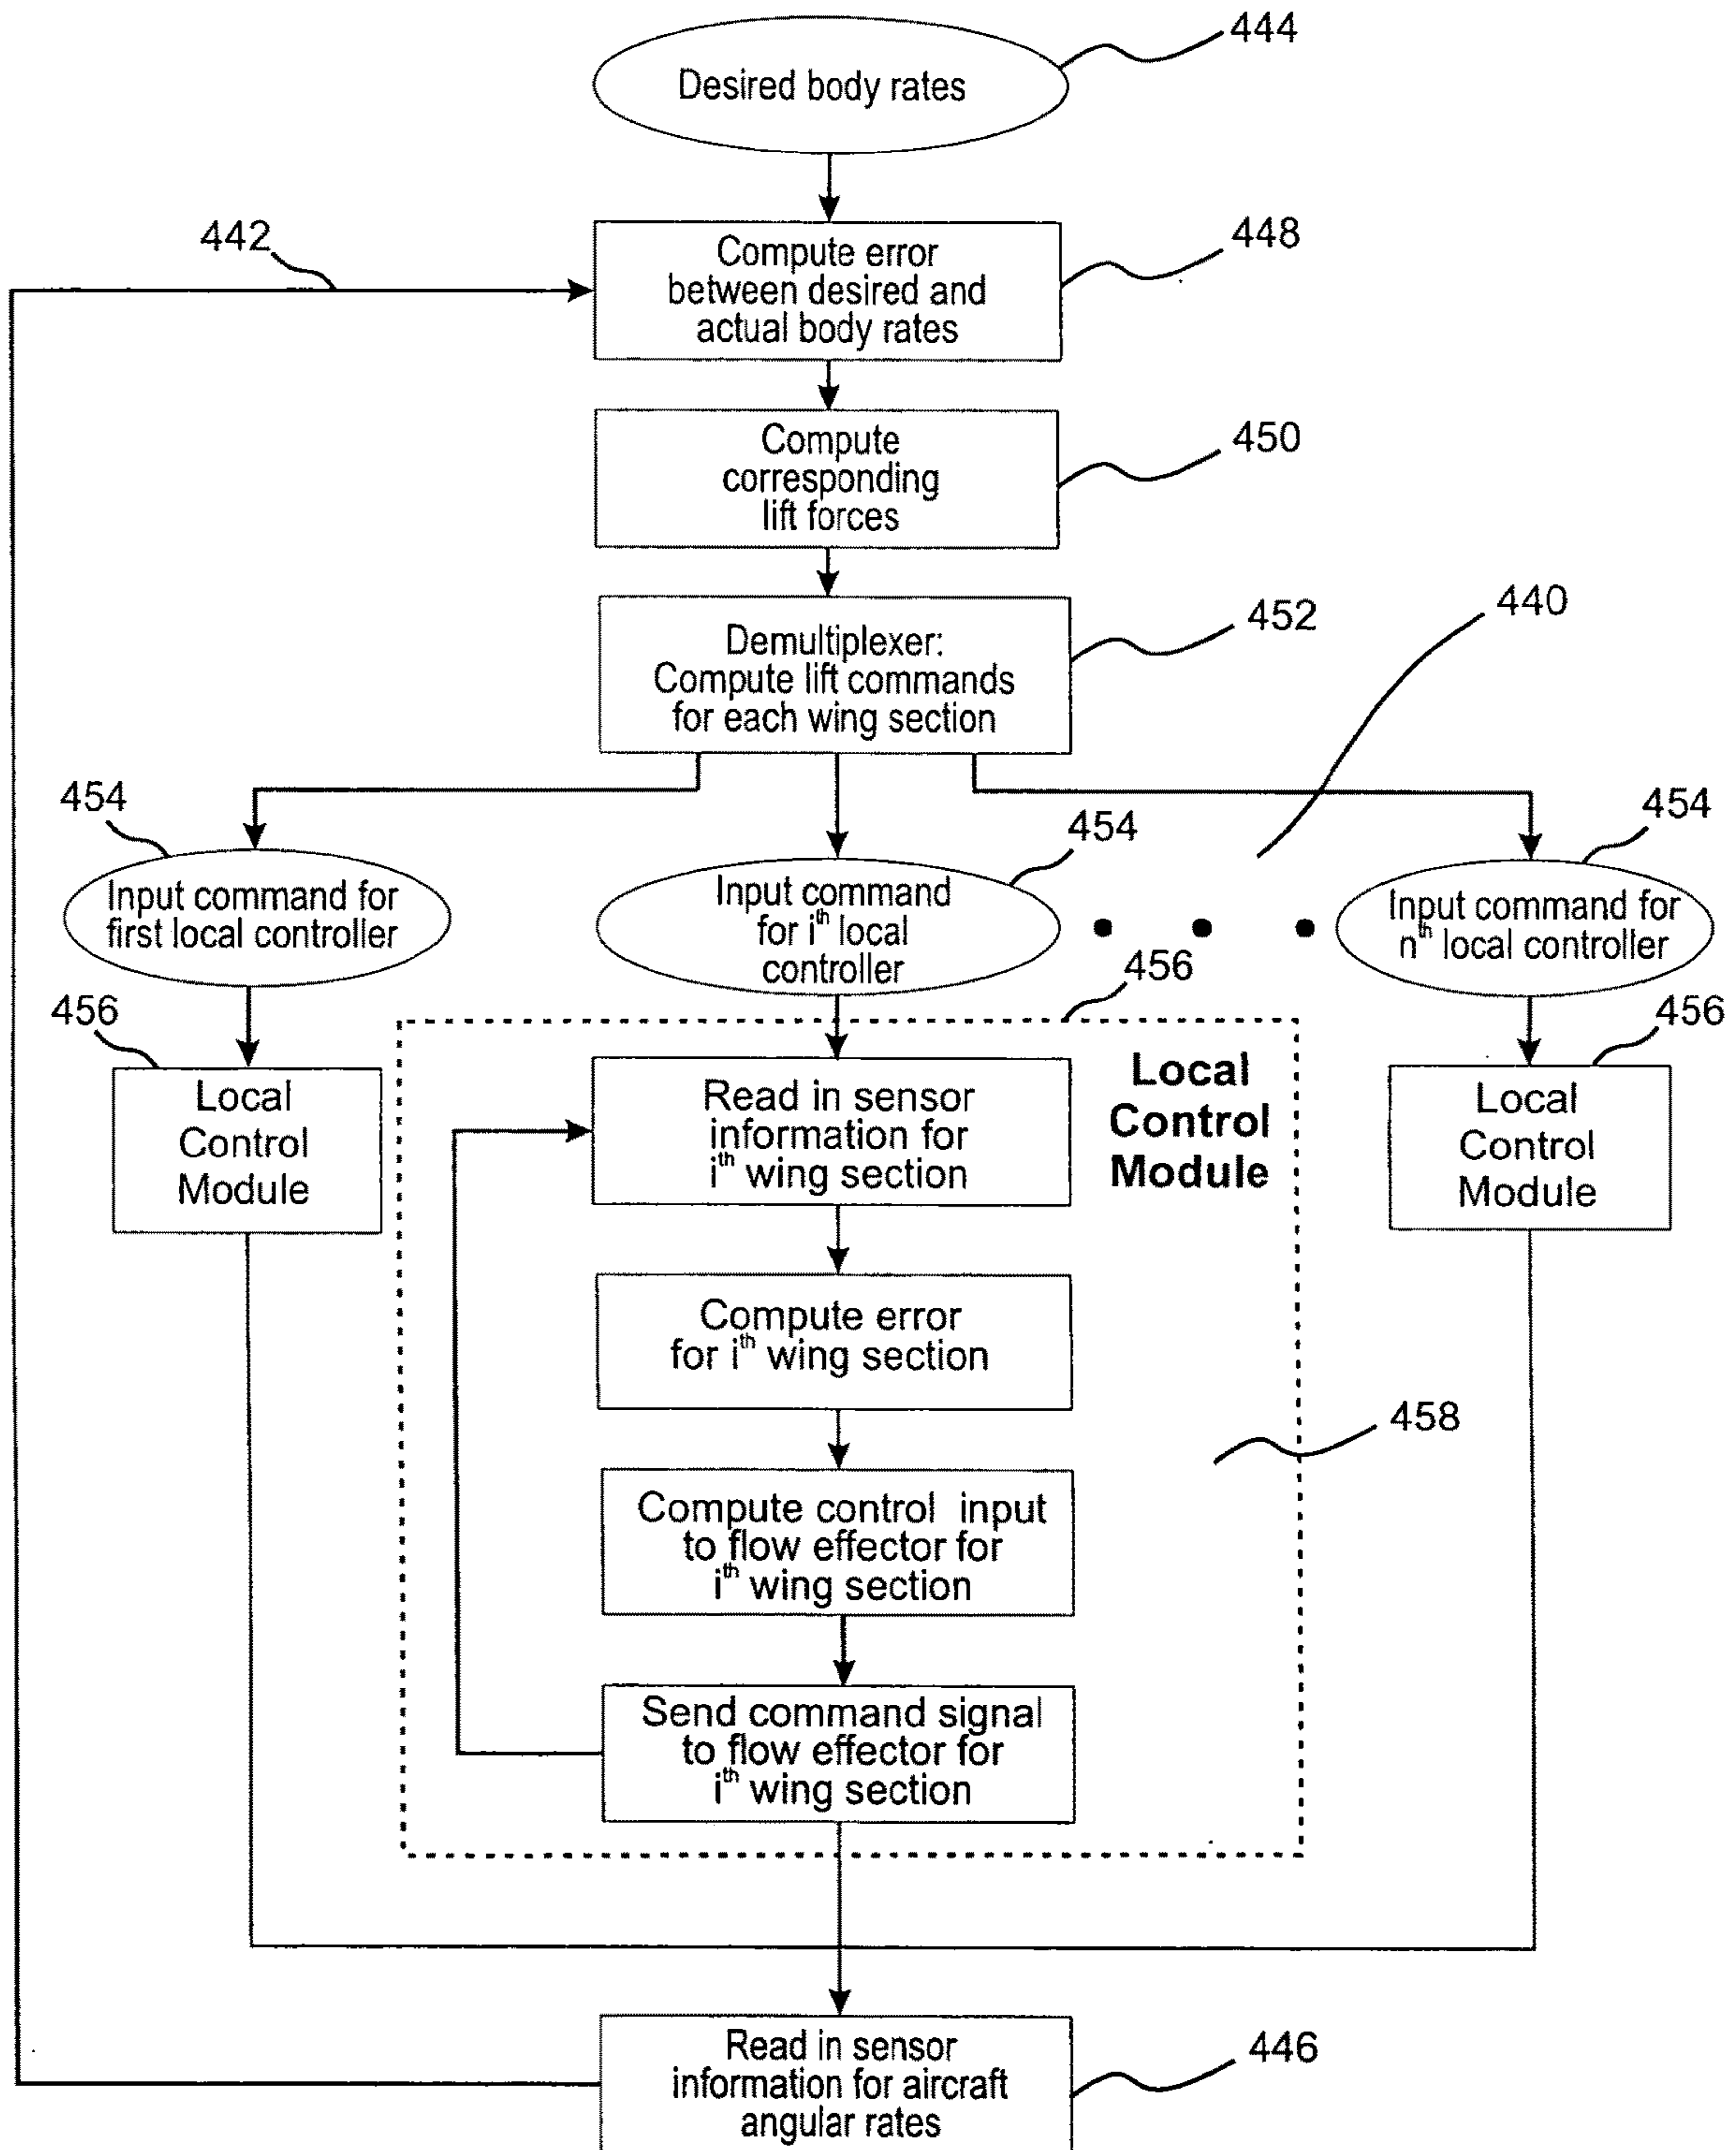 444
Desired body rates
442
448
Compute error
between desired and
actual body rates
450
Compute
corresponding
lift forces
440
452
Demultiplexer:
Compute lift commands
for each wing section
454
454
454
Input command for
first local controller
Input command
for iᵗʰ local
controller
Input command for
nᵗʰ local controller
456
456
456
Local
Control
Module
Local
Control
Module
Local
Control
Module
Read in sensor
information for
iᵗʰ wing section
Compute error
for iᵗʰ wing section
458
Compute control input
to flow effector for
iᵗʰ wing section
Send command signal
to flow effector for
iᵗʰ wing section
446
Read in sensor
information for aircraft
angular rates